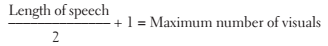 Length of speech
+ 1 = Maximum number of visuals
2